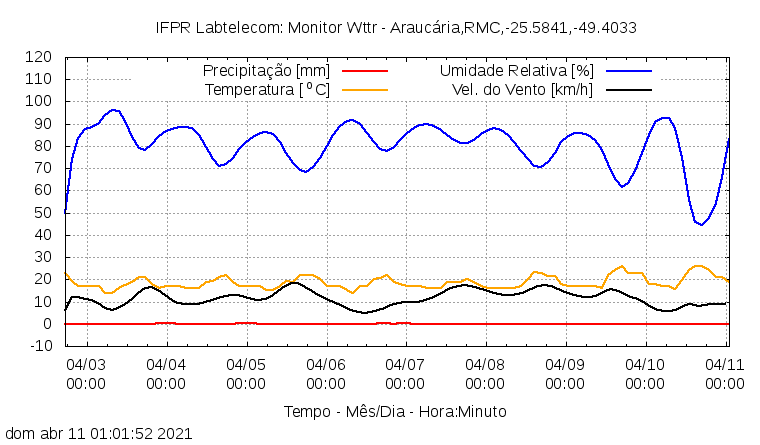 IFPR Labtelecom: Monitor Wttr - Araucária,RMC,-25.5841,-49.4033
Precipitação [mm] Umidade Relativa [%]
Temperatura [⁰C] Vel. do Vento [km/h]
120
110
100
90
80
70
60
50
40
30
20
10
0
-10
04/03 04/04 04/05 04/06 04/07 04/08 04/09 04/10 04/11
00:00 00:00 00:00 00:00 00:00 00:00 00:00 00:00 00:00
Tempo - Mês/Dia - Hora:Minuto
dom abr 11 01:01:52 2021